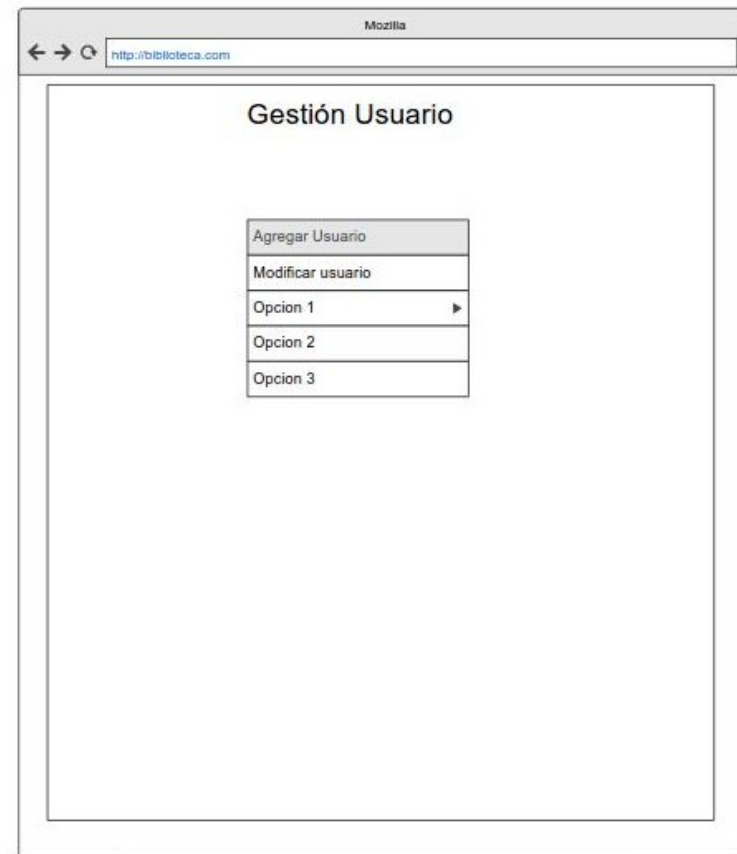 Mozilla
http://biblioteca.com
Gestión Usuario
Agregar Usuario
Modificar usuario
Opcion 1
Opcion 2
Opcion 3